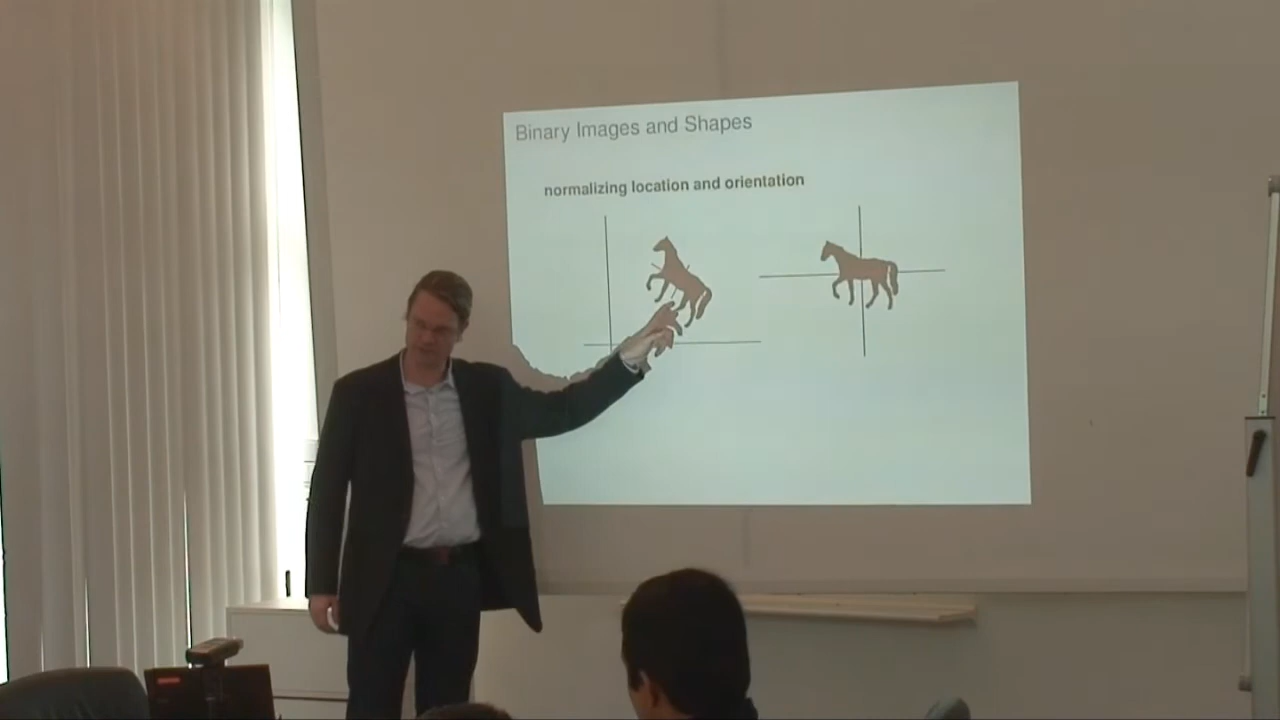 Binary Images and Shapes
normalizing location and orientation